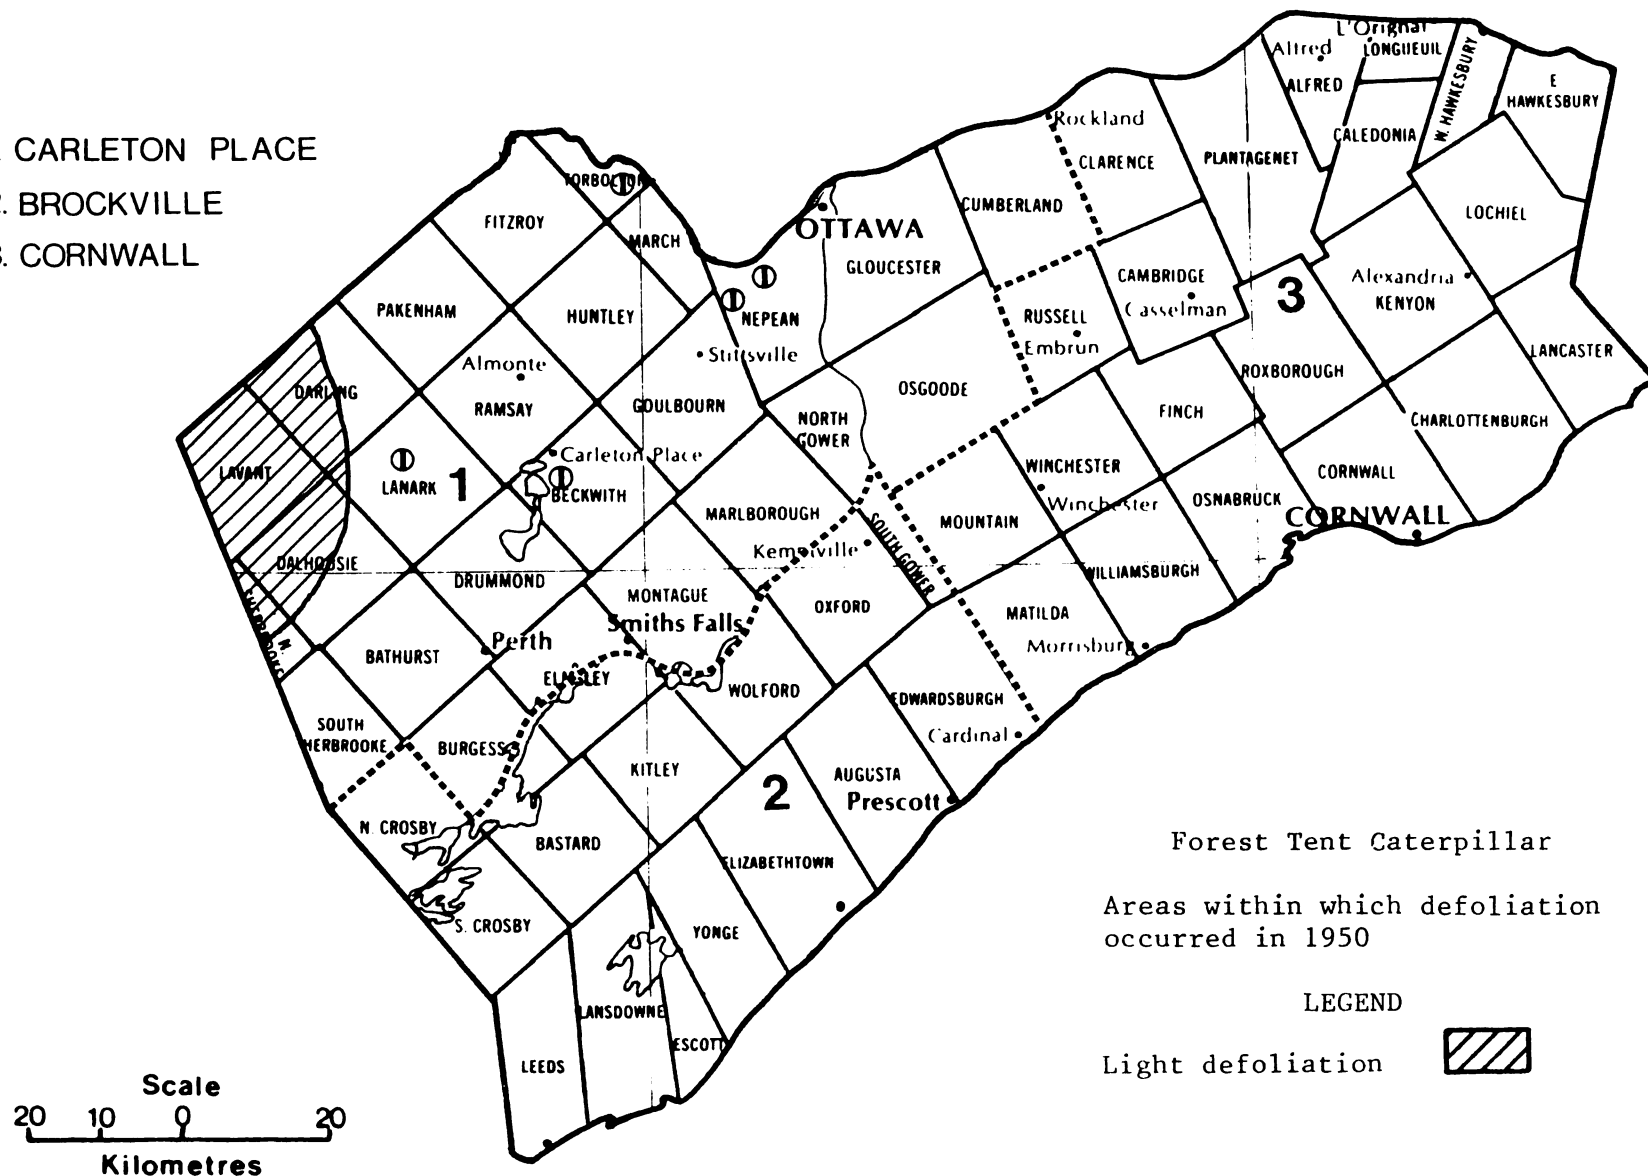 CARLETON PLACE
. BROCKVILLE
. CORNWALL
L'Orignal
Alfred
LONGUEUIL
ALFRED
W. HAWKESBURY
E
HAWKESBURY
Rockland
CLARENCE
PLANTAGENET
CALEDONIA
LOCHIEL
TORBOLTON
FITZROY
MARCH
CUMBERLAND
OTTAWA
GLOUCESTER
CAMBRIDGE
Casselman
3
Alexandria
KENYON
PAKENHAM
HUNTLEY
NEPEAN
RUSSELL
Embrun
Stittsville
LANCASTER
Almonte
RAMSAY
DARLING
GOULBOURN
NORTH
GOWER
OSGOODE
ROXBOROUGH
FINCH
CHARLOTTENBURGH
LAVANT
LANARK
1
Carleton Place
BECKWITH
WINCHESTER
Winchester
OSNABRUCK
CORNWALL
CORNWALL
MARLBOROUGH
Kemptville
SOUTH GOWER
MOUNTAIN
DALHOUSIE
DRUMMOND
MONTAGUE
Smiths Falls
OXFORD
WILLIAMSBURGH
MATILDA
Morrisburg
N.
SHERBROOKE
BATHURST
Perth
ELMSLEY
WOLFORD
EDWARDSBURGH
Cardinal
SOUTH
HERBROOKE
BURGESS
KITLEY
2
AUGUSTA
Prescott
N. CROSBY
BASTARD
ELIZABETHTOWN
S. CROSBY
YONGE
LANSDOWNE
ESCOTT
LEEDS
Forest Tent Caterpillar
Areas within which defoliation
occurred in 1950
LEGEND
Light defoliation
Scale
20 10 0 20
Kilometres